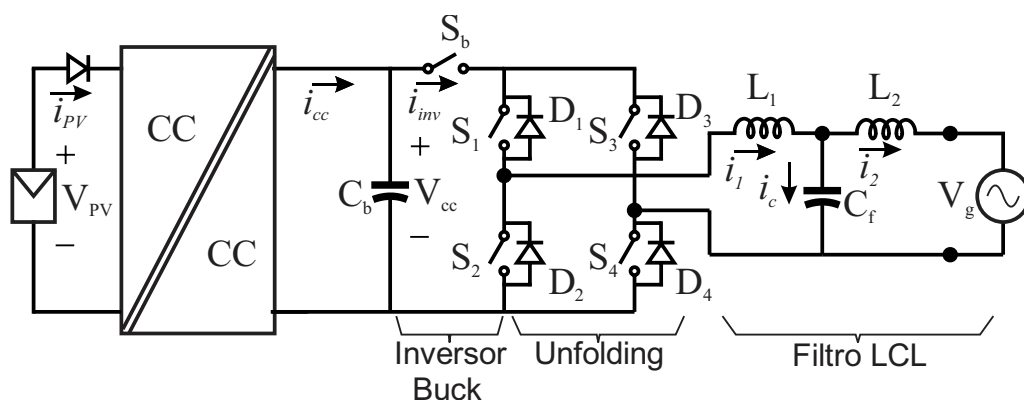 i_PV
+
V_PV
−
CC
CC
i_cc
C_b
S_b
i_inv
+
V_cc
−
S_1
D_1
S_2
D_2
S_3
D_3
S_4
D_4
L_1
i_1
i_c
C_f
L_2
i_2
V_g
Inversor
Buck
Unfolding
Filtro LCL